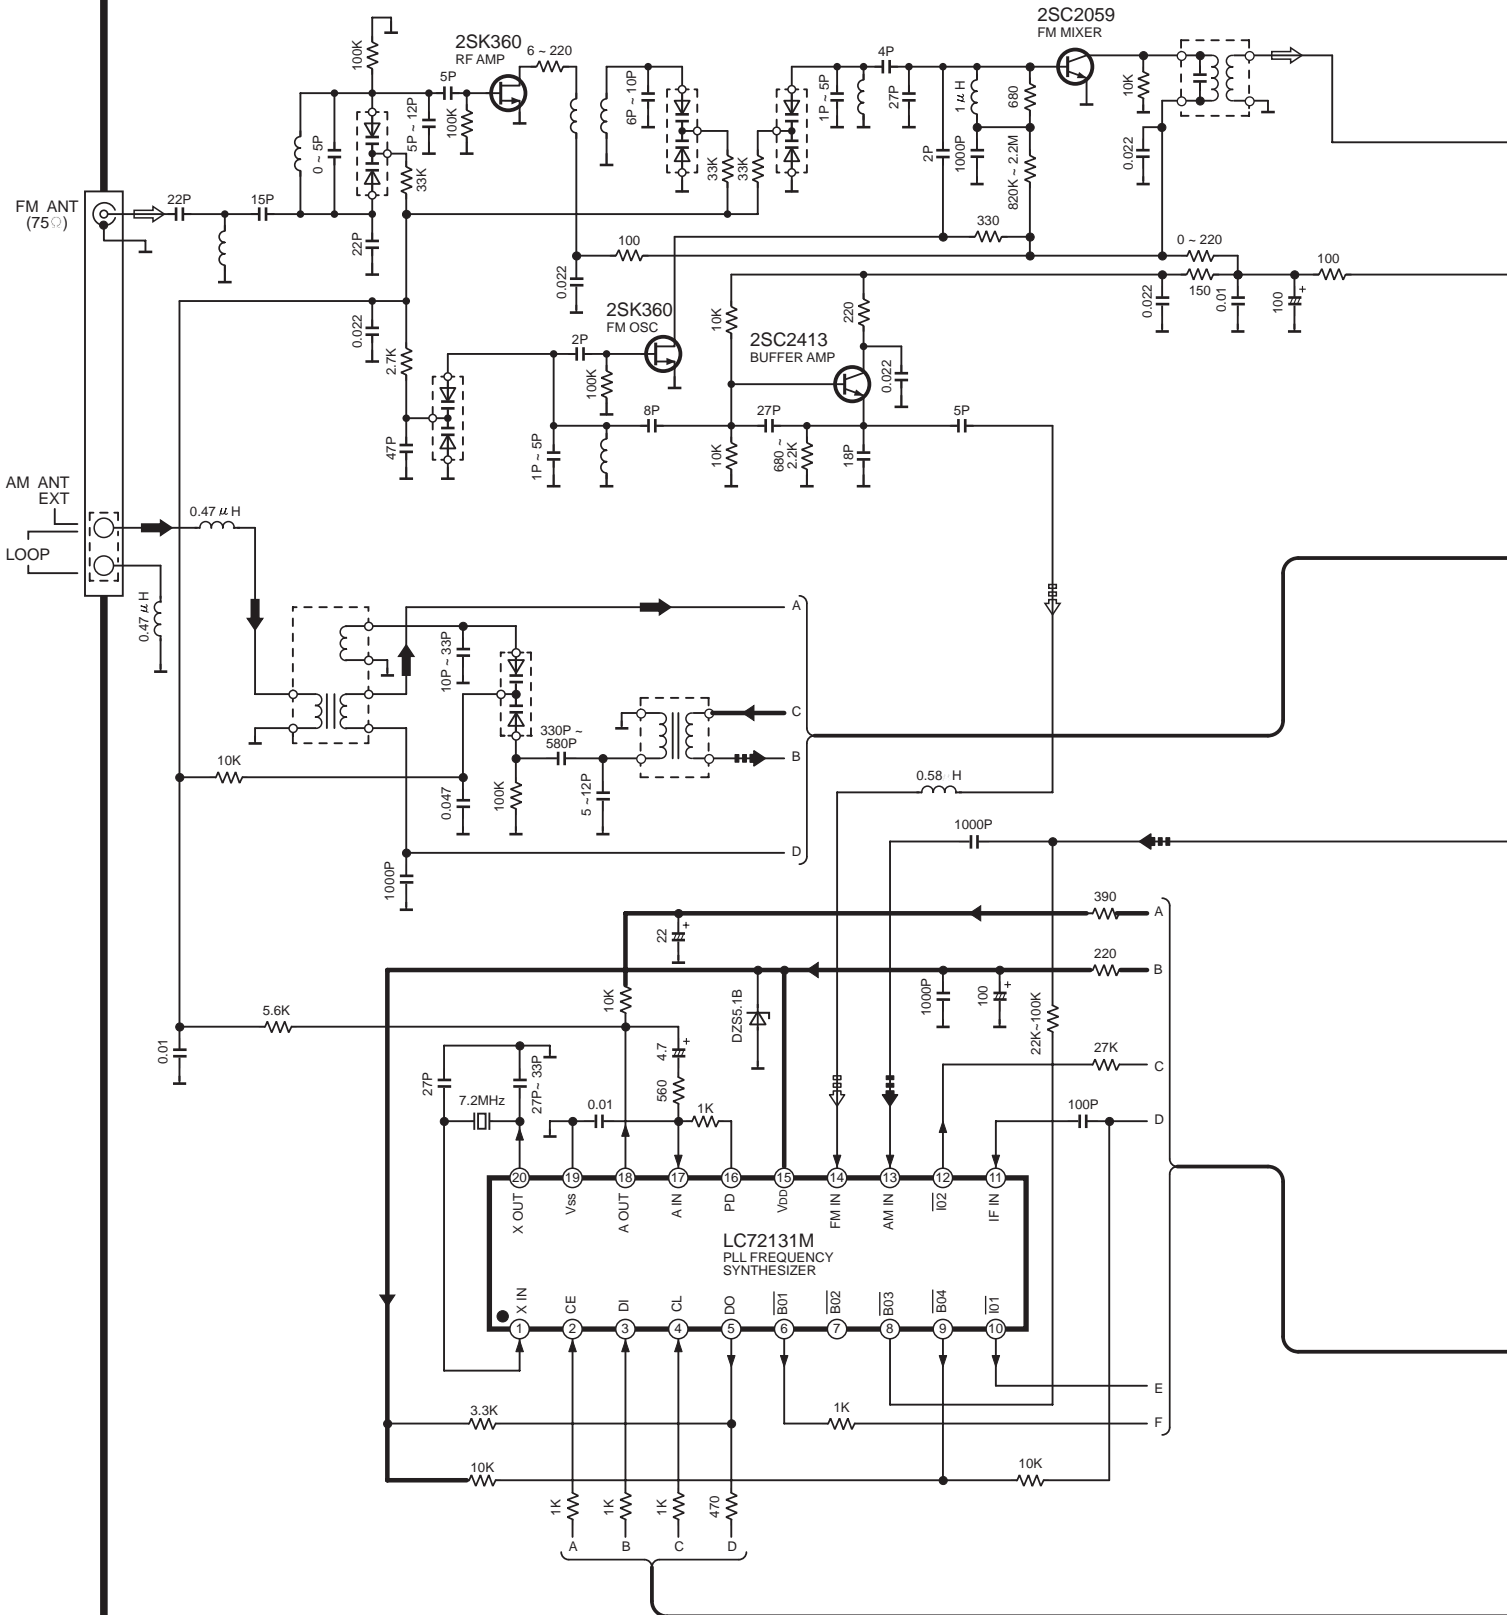 2SC2059
FM MIXER
2SK360
RF AMP
6 ~ 220
100K
5P
5P ~ 12P
100K
0 ~ 5P
33K
6P ~ 10P
33K
33K
1P ~ 5P
4P
27P
1 μ H
680
2P
1000P
820K ~ 2.2M
10K
0.022
FM ANT
(75Ω)
22P
15P
22P
330
100
0.022
0 ~ 220
150
0.022
0.01
100
+
100
0.022
2.7K
2SK360
FM OSC
2P
100K
10K
220
2SC2413
BUFFER AMP
0.022
47P
1P ~ 5P
8P
27P
10K
680 ~
2.2K
18P
5P
AM ANT
EXT
LOOP
0.47 μ H
0.47 μ H
A
10P ~ 33P
C
330P ~
580P
B
10K
0.047
100K
5 ~12P
0.58 H
D
1000P
1000P
390
A
22
+
220
B
10K
DZS5.1B
1000P
100
+
22K~100K
5.6K
0.01
4.7
+
27K
C
27P
27P~ 33P
7.2MHz
0.01
560
1K
100P
D
20
19
18
17
16
15
14
13
12
11
X OUT
Vss
A OUT
A IN
PD
VDD
FM IN
AM IN
I02
IF IN
LC72131M
PLL FREQUENCY
SYNTHESIZER
X IN
CE
DI
CL
DO
B01
B02
B03
B04
I01
1
2
3
4
5
6
7
8
9
10
E
3.3K
1K
F
10K
10K
1K
1K
1K
470
A
B
C
D